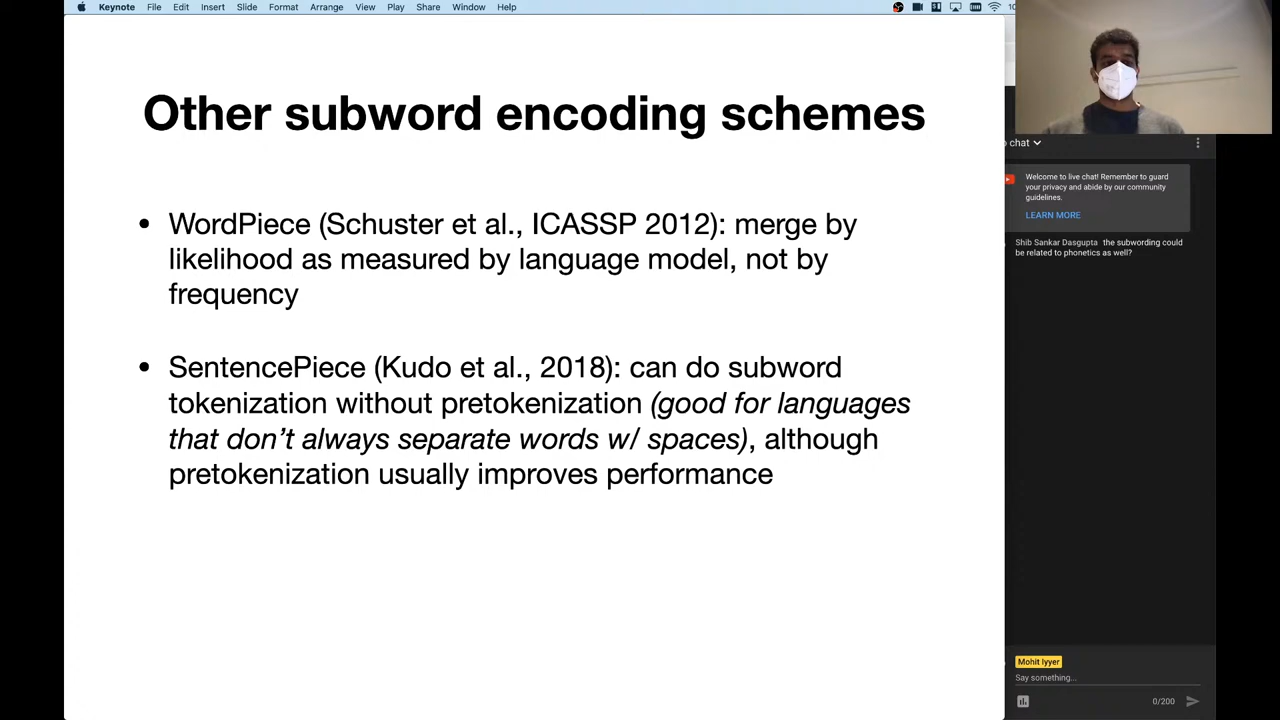 Keynote File Edit Insert Slide Format Arrange View Play Share Window Help
Other subword encoding schemes
• WordPiece (Schuster et al., ICASSP 2012): merge by
likelihood as measured by language model, not by
frequency
• SentencePiece (Kudo et al., 2018): can do subword
tokenization without pretokenization (good for languages
that don't always separate words w/ spaces), although
pretokenization usually improves performance
chat
Welcome to live chat! Remember to guard
your privacy and abide by our community
guidelines.
LEARN MORE
Shib Sankar Dasgupta the subwording could
be related to phonetics as well?
Mohit Iyyer
Say something...
0/200